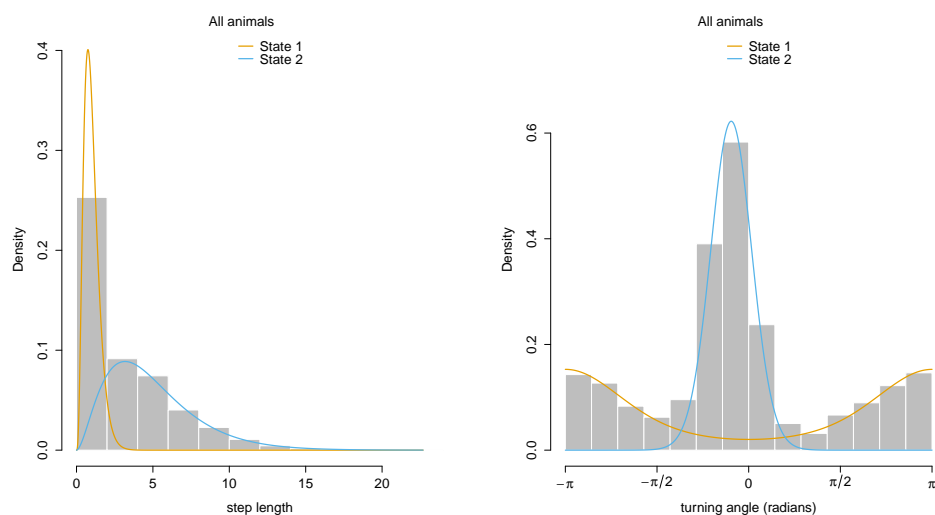 All animals
State 1
State 2
Density
0.0
0.1
0.2
0.3
0.4
0
5
10
15
20
step length
All animals
State 1
State 2
Density
0.0
0.2
0.4
0.6
−π
−π/2
0
π/2
π
turning angle (radians)